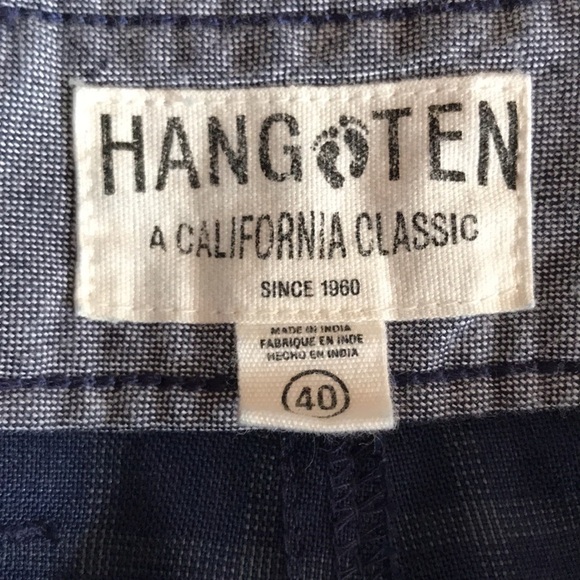 HANG TEN
A CALIFORNIA CLASSIC
SINCE 1960
MADE IN INDIA
FABRIQUE EN INDE
HECHO EN INDIA
40